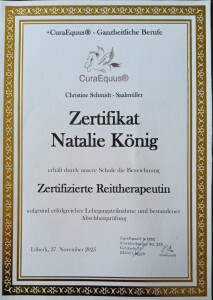 CuraEquus® - Ganzheitliche Berufe
CuraEquus®
Christine Schmidt - Saalmüller
Zertifikat
Natalie König
erhält durch unsere Schule die Bezeichnung
Zertifizierte Reittherapeutin
aufgrund erfolgreicher Lehrgangsteilnahme und bestandener
Abschlussprüfung
Lübeck, 27. November 2025